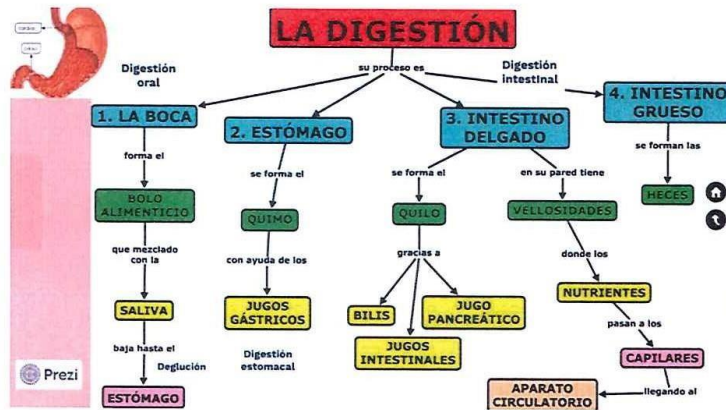 LA DIGESTIÓN
su proceso es
Digestión
oral
Digestión
intestinal
1. LA BOCA
2. ESTÓMAGO
3. INTESTINO
DELGADO
4. INTESTINO
GRUESO
forma el
se forma el
se forma el
en su pared tiene
se forman las
BOLO
ALIMENTICIO
QUIMO
QUILO
VELLOSIDADES
HECES
que mezclado
con la
con ayuda de los
gracias a
donde los
SALIVA
JUGOS
GÁSTRICOS
BILIS
JUGO
PANCREÁTICO
JUGOS
INTESTINALES
NUTRIENTES
baja hasta el
Deglución
Digestión
estomacal
pasan a los
ESTÓMAGO
CAPILARES
llegando al
APARATO
CIRCULATORIO
Prezi